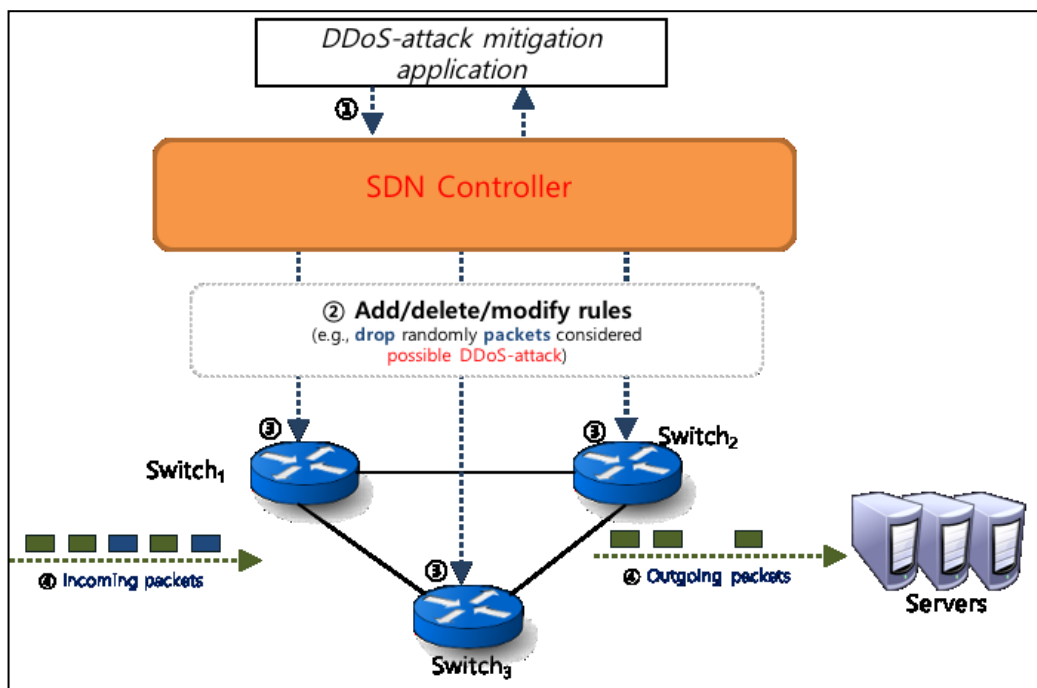 DDoS-attack mitigation
application
①
SDN Controller
② Add/delete/modify rules
(e.g., drop randomly packets considered
possible DDoS-attack)
③
③
Switch₂
Switch₁
④ Incoming packets
③
④ Outgoing packets
Servers
Switch₃